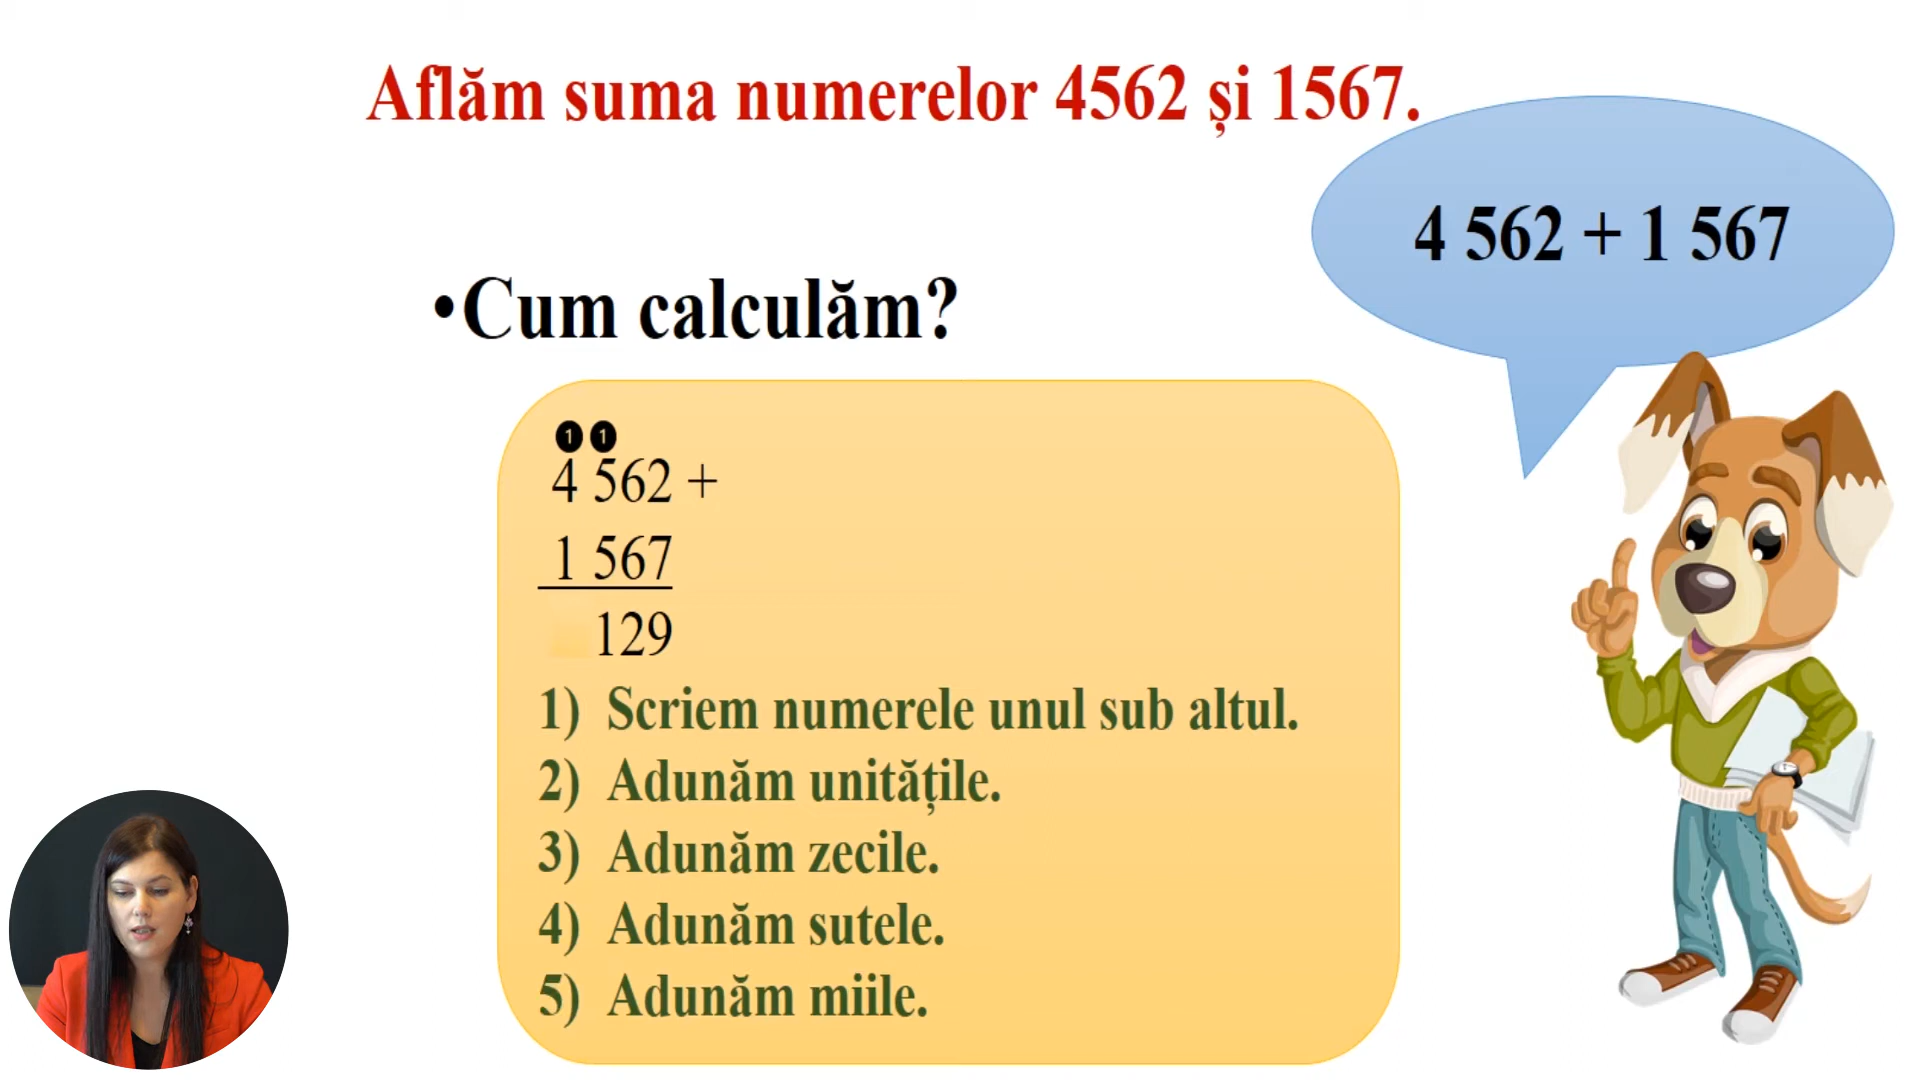 Aflăm suma numerelor 4562 și 1567.
4 562 + 1 567
•Cum calculăm?
1 1
4 562 +
1 567
129
1) Scriem numerele unul sub altul.
2) Adunăm unitățile.
3) Adunăm zecile.
4) Adunăm sutele.
5) Adunăm miile.